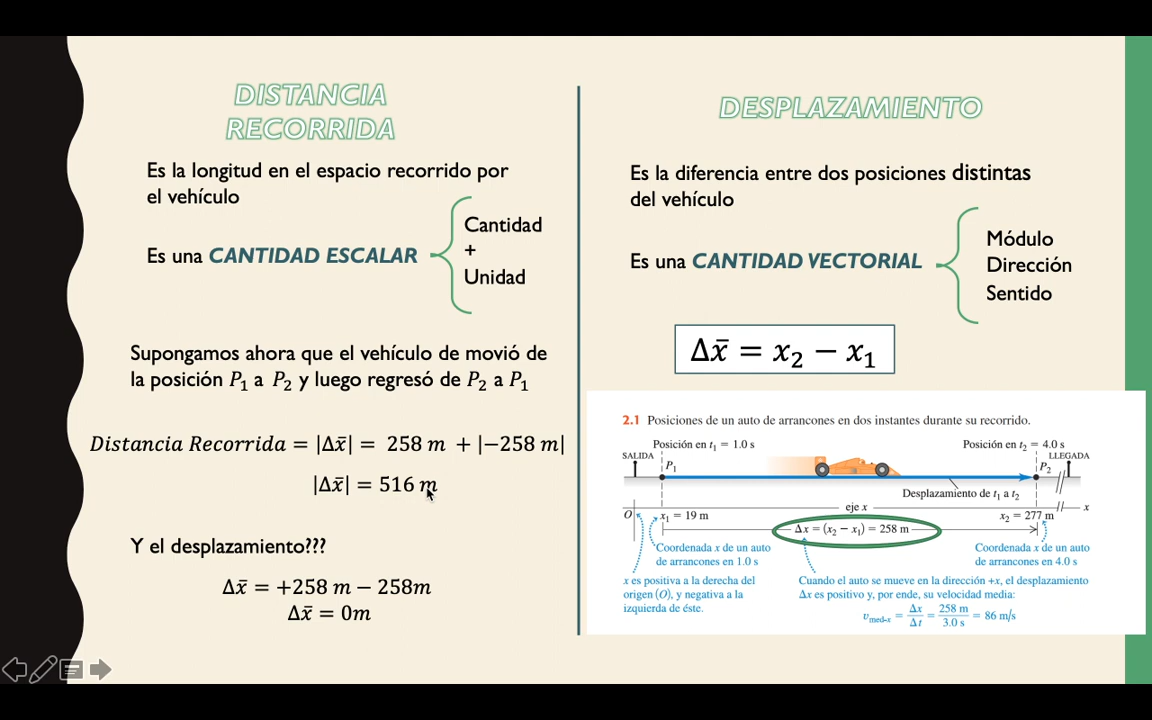 DISTANCIA
RECORRIDA
Es la longitud en el espacio recorrido por
el vehículo
Es una CANTIDAD ESCALAR
Cantidad
+
Unidad
Supongamos ahora que el vehículo de movió de
la posición P₁ a P₂ y luego regresó de P₂ a P₁
Distancia Recorrida = |Δx̄| = 258 m + |−258 m|
|Δx̄| = 516 m
Y el desplazamiento???
Δx̄ = +258 m − 258m
Δx̄ = 0m
DESPLAZAMIENTO
Es la diferencia entre dos posiciones distintas
del vehículo
Es una CANTIDAD VECTORIAL
Módulo
Dirección
Sentido
Δx̄ = x₂ − x₁
2.1 Posiciones de un auto de arrancones en dos instantes durante su recorrido.
Posición en t₁ = 1.0 s
Posición en t₂ = 4.0 s
SALIDA
LLEGADA
P₁
P₂
Desplazamiento de t₁ a t₂
eje x
x
O
x₁ = 19 m
x₂ = 277 m
Δx = (x₂ − x₁) = 258 m
Coordenada x de un auto
de arrancones en 1.0 s
Coordenada x de un auto
de arrancones en 4.0 s
x es positiva a la derecha del
origen (O), y negativa a la
izquierda de éste.
Cuando el auto se mueve en la dirección +x, el desplazamiento
Δx es positivo y, por ende, su velocidad media:
vmed-x = Δx/Δt = 258 m/3.0 s = 86 m/s